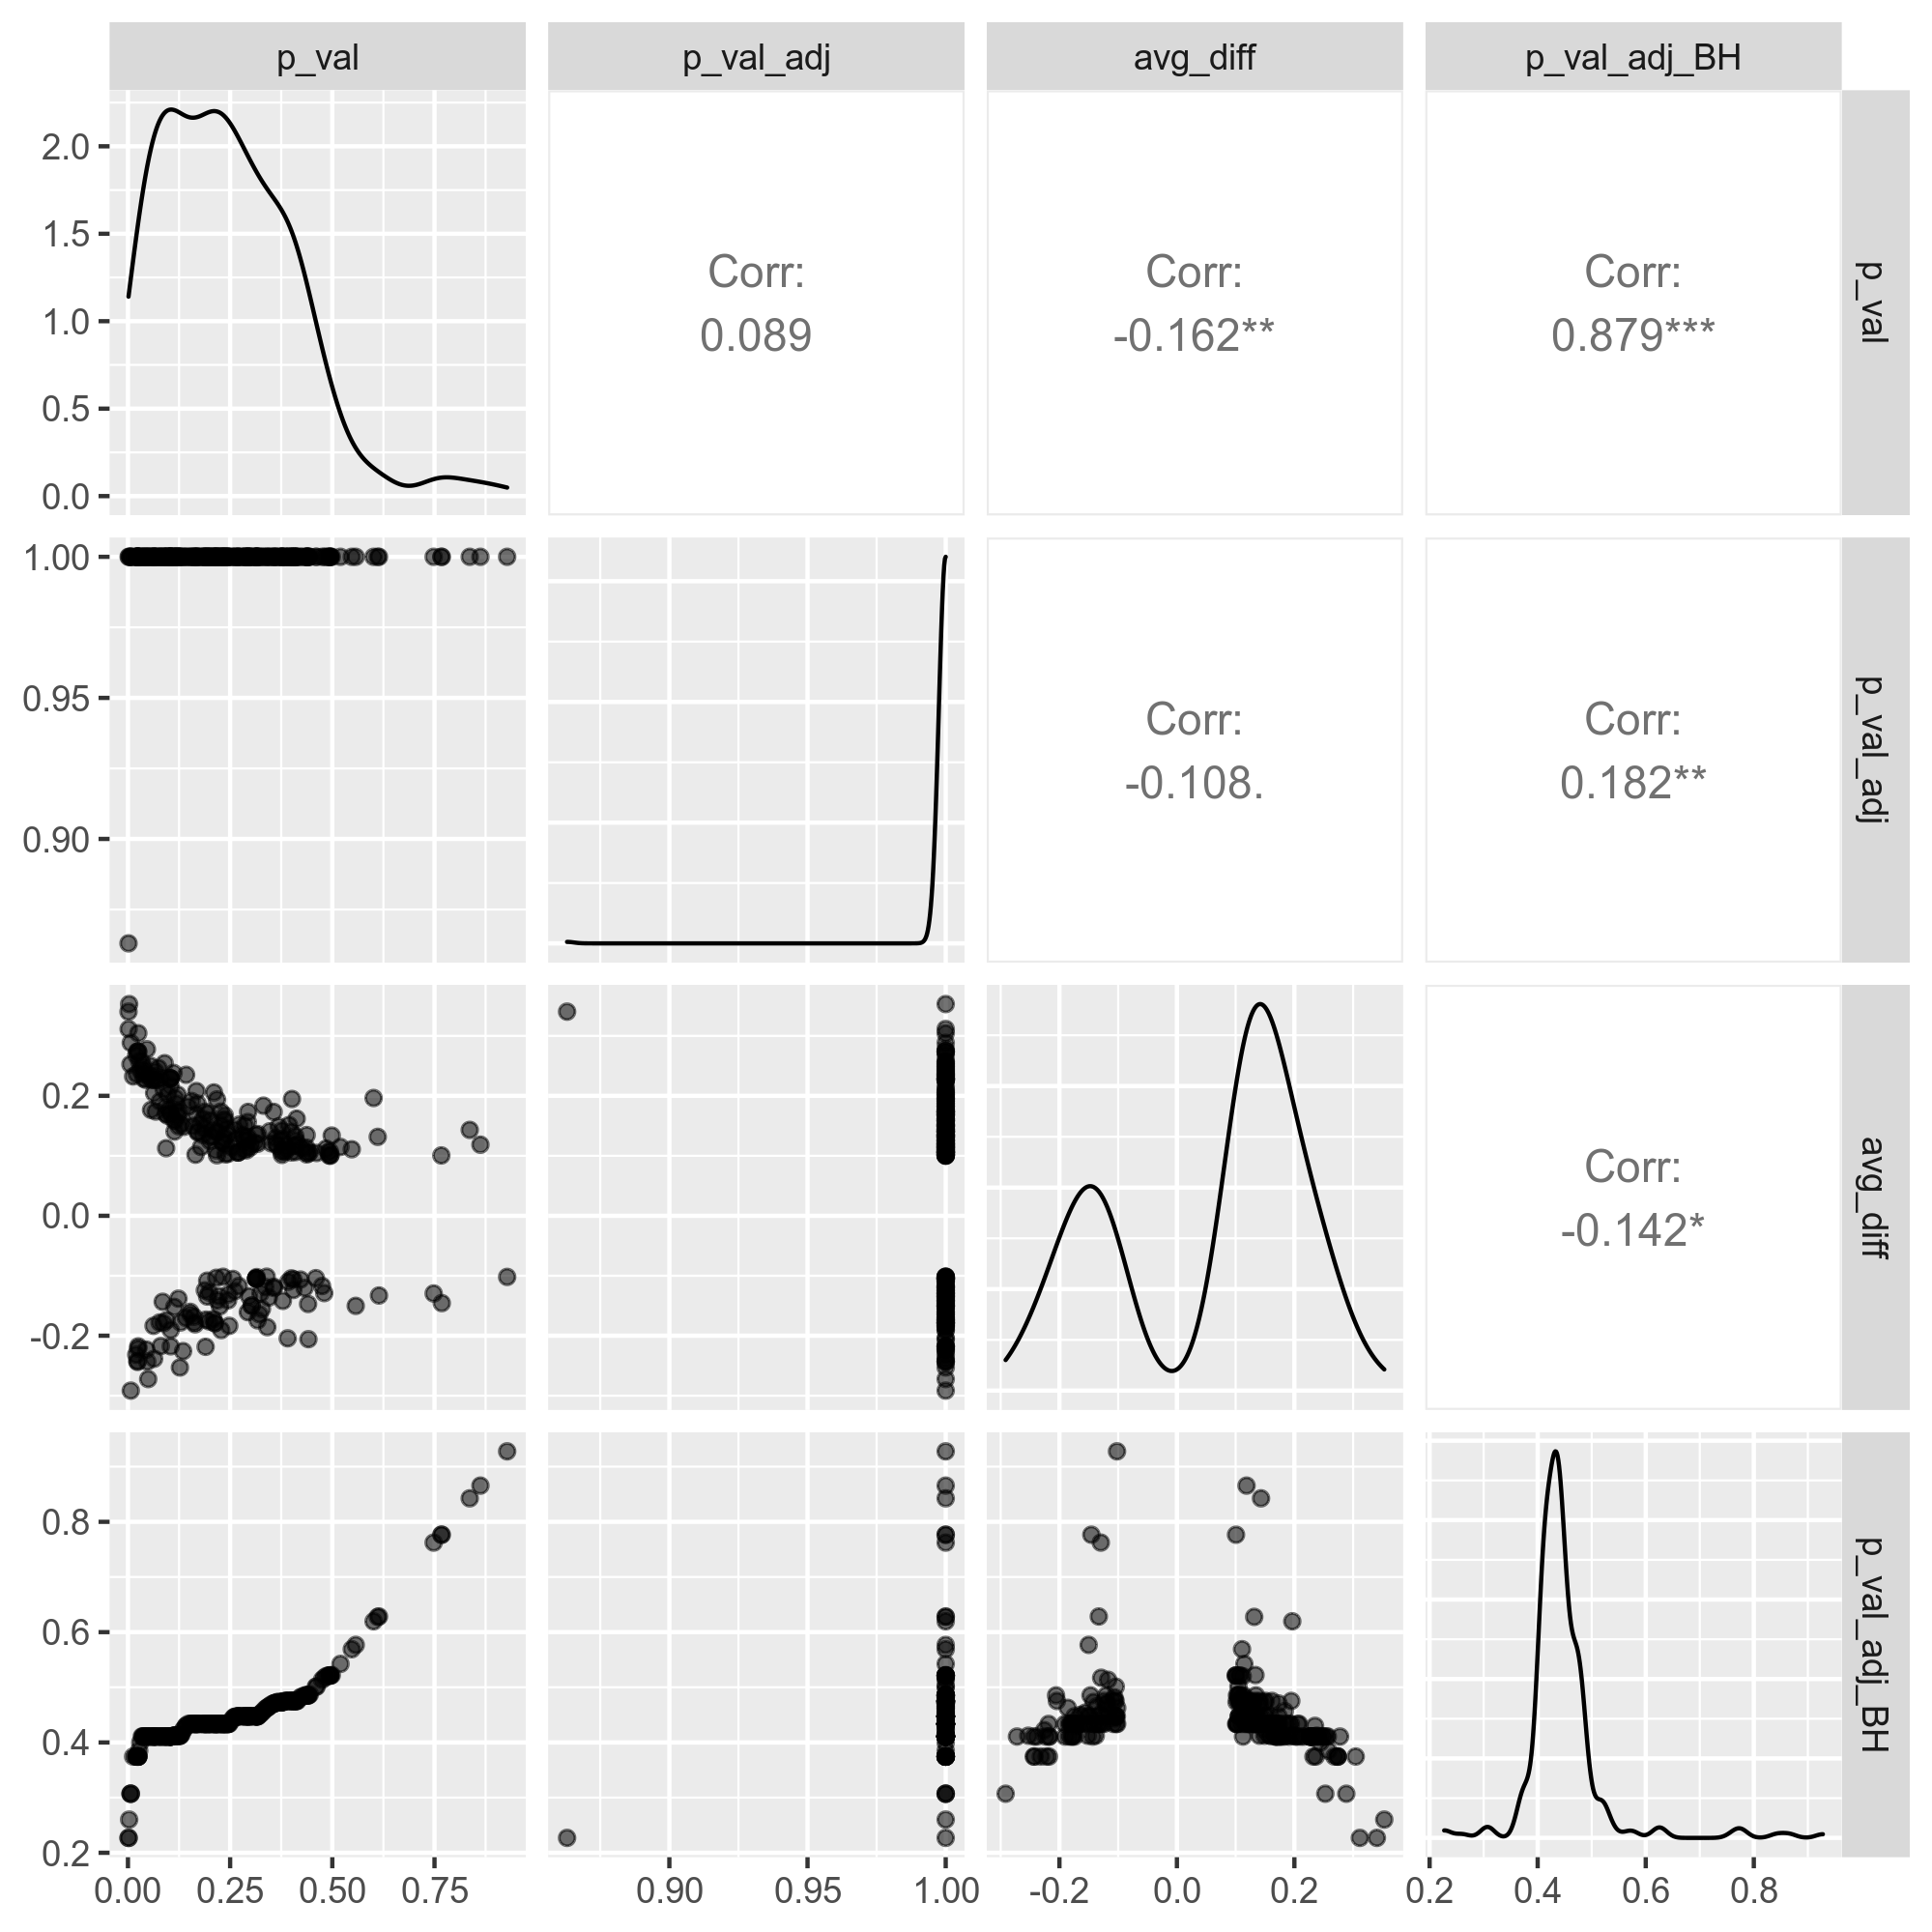 p_val p_val_adj avg_diff p_val_adj_BH
2.0
1.5
1.0
0.5
0.0
Corr:
0.089
Corr:
-0.162**
Corr:
0.879***
p_val
1.00
0.95
0.90
Corr:
-0.108.
Corr:
0.182**
p_val_adj
0.2
0.0
-0.2
Corr:
-0.142*
avg_diff
0.8
0.6
0.4
0.2
p_val_adj_BH
0.00 0.25 0.50 0.75 0.90 0.95 1.00 -0.2 0.0 0.2 0.2 0.4 0.6 0.8